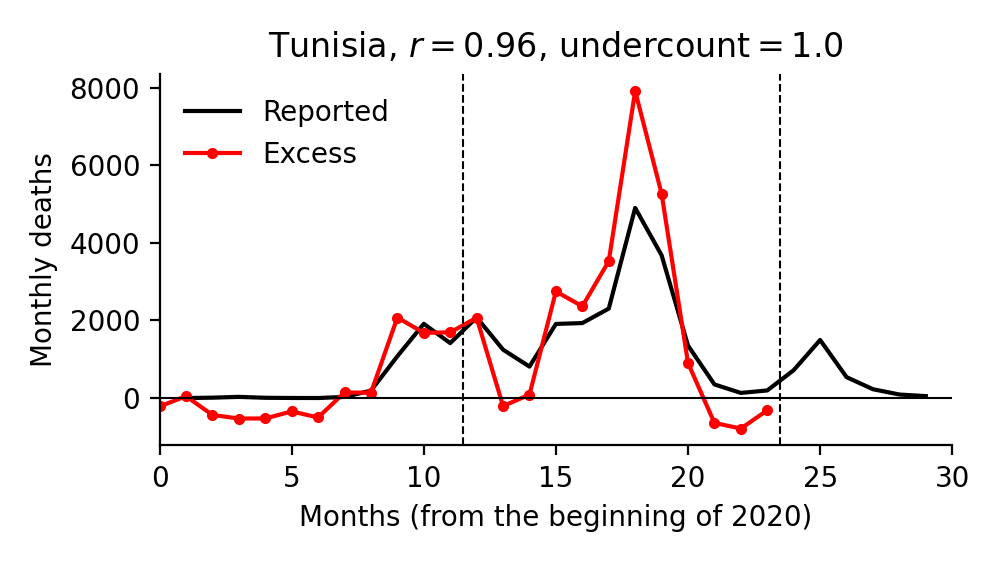 Tunisia, r = 0.96, undercount = 1.0
Reported
Excess
Monthly deaths
8000
6000
4000
2000
0
0 5 10 15 20 25 30
Months (from the beginning of 2020)